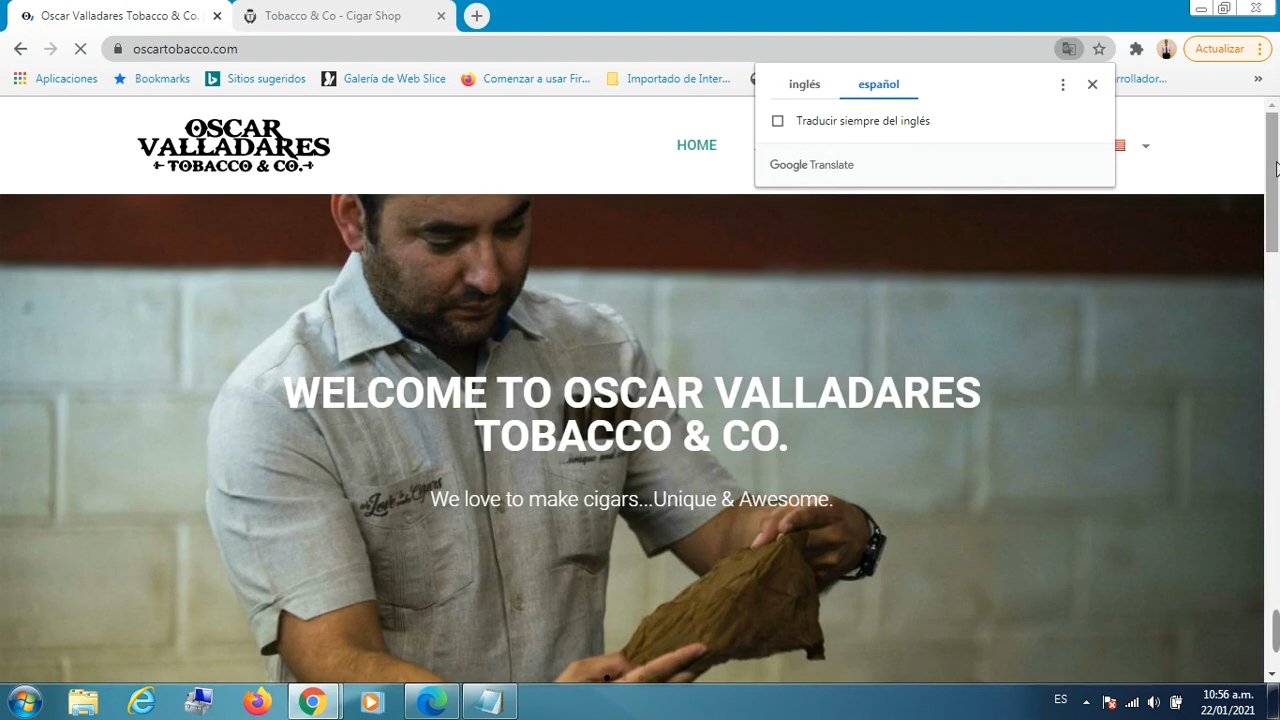 Oscar Valladares Tobacco & Co.
Tobacco & Co - Cigar Shop
oscartobacco.com
Actualizar
Aplicaciones
Bookmarks
Sitios sugeridos
Galería de Web Slice
Comenzar a usar Fir...
Importado de Inter...
rrollador...
»
inglés
español
Traducir siempre del inglés
Google Translate
OSCAR
VALLADARES
TOBACCO & CO.
HOME
WELCOME TO OSCAR VALLADARES
TOBACCO & CO.
We love to make cigars...Unique & Awesome.
ES
10:56 a.m.
22/01/2021